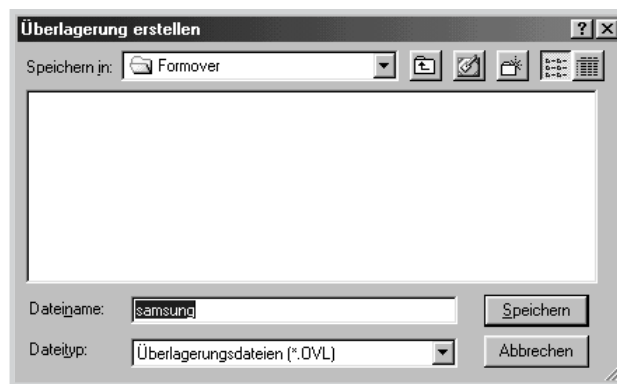 Überlagerung erstellen
Speichern in: Formover
Dateiname: samsung Speichern
Dateityp: Überlagerungsdateien (*.OVL) Abbrechen